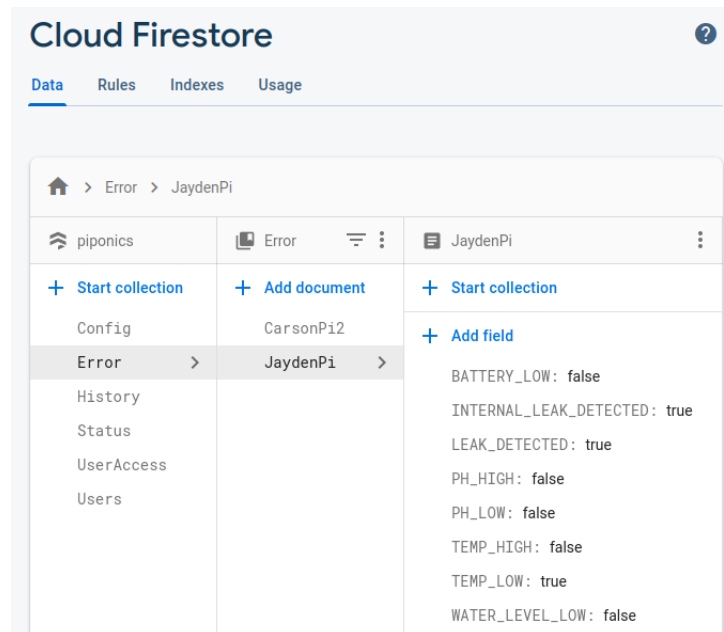 Cloud Firestore
Data Rules Indexes Usage
Error > JaydenPi
piponics
Start collection
Config
Error
History
Status
UserAccess
Users
Error
Add document
CarsonPi2
JaydenPi
JaydenPi
Start collection
Add field
BATTERY_LOW: false
INTERNAL_LEAK_DETECTED: true
LEAK_DETECTED: true
PH_HIGH: false
PH_LOW: false
TEMP_HIGH: false
TEMP_LOW: true
WATER_LEVEL_LOW: false